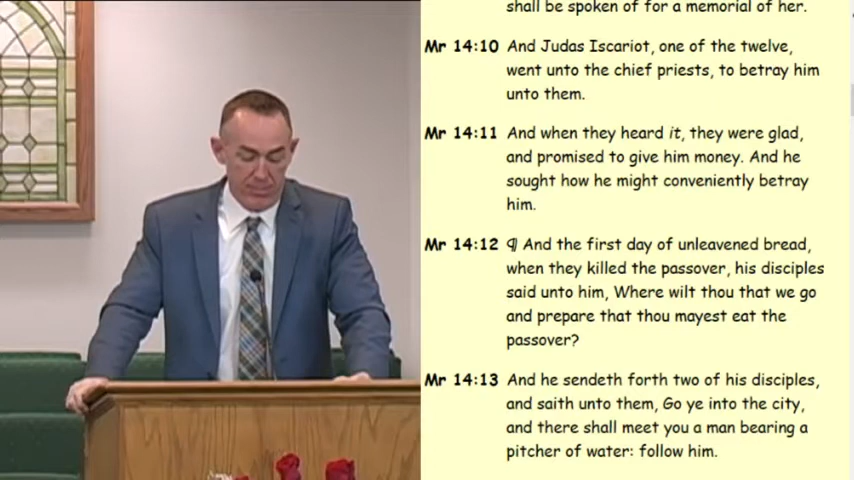 shall be spoken of for a memorial of her.
Mr 14:10 And Judas Iscariot, one of the twelve,
went unto the chief priests, to betray him
unto them.
Mr 14:11 And when they heard it, they were glad,
and promised to give him money. And he
sought how he might conveniently betray
him.
Mr 14:12 ¶ And the first day of unleavened bread,
when they killed the passover, his disciples
said unto him, Where wilt thou that we go
and prepare that thou mayest eat the
passover?
Mr 14:13 And he sendeth forth two of his disciples,
and saith unto them, Go ye into the city,
and there shall meet you a man bearing a
pitcher of water: follow him.